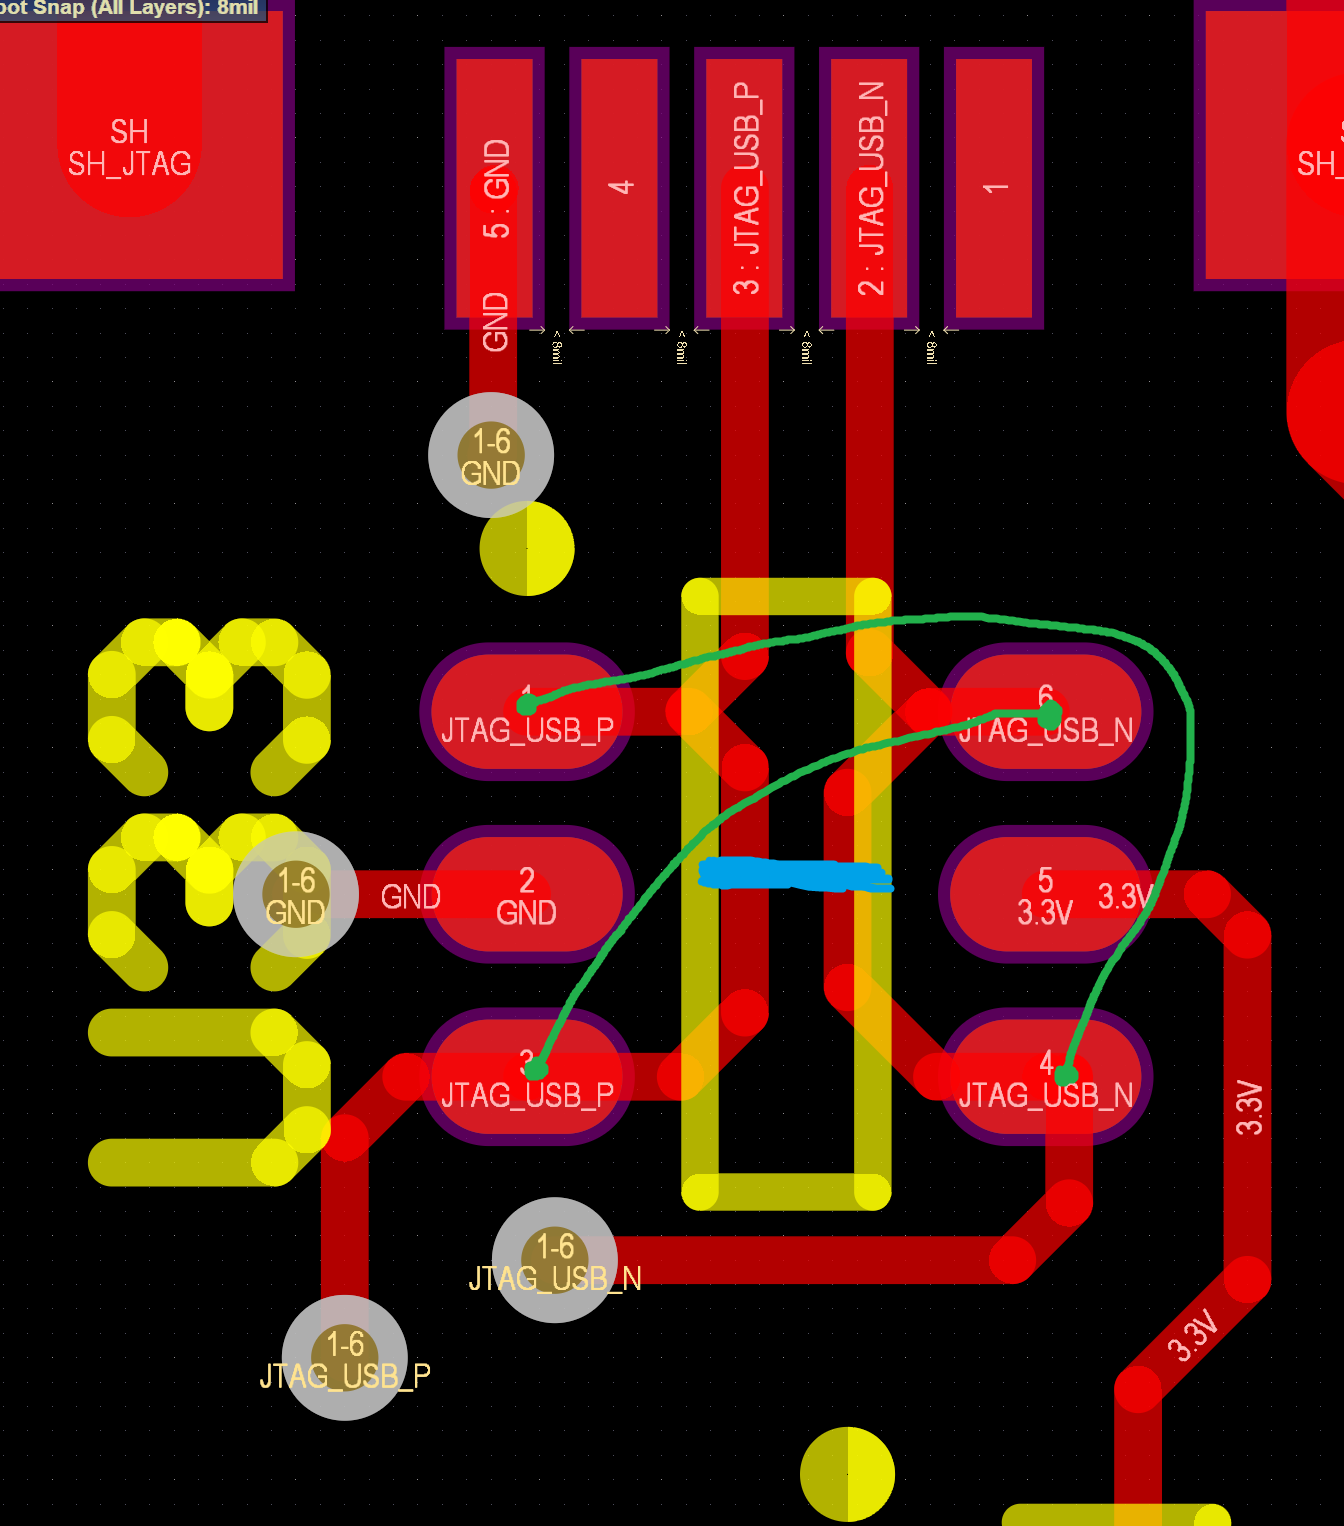 oot Snap (All Layers): 8mil
SH
SH_JTAG
5 : GND
GND
4
3 : JTAG_USB_P
2 : JTAG_USB_N
1
SH_
< 8mil
< 8mil
< 8mil
< 8mil
1-6
GND
1
JTAG_USB_P
6
JTAG_USB_N
1-6
GND
GND
2
GND
5
3.3V
3.3V
3
JTAG_USB_P
4
JTAG_USB_N
3.3V
U33
1-6
JTAG_USB_N
1-6
JTAG_USB_P
3.3V